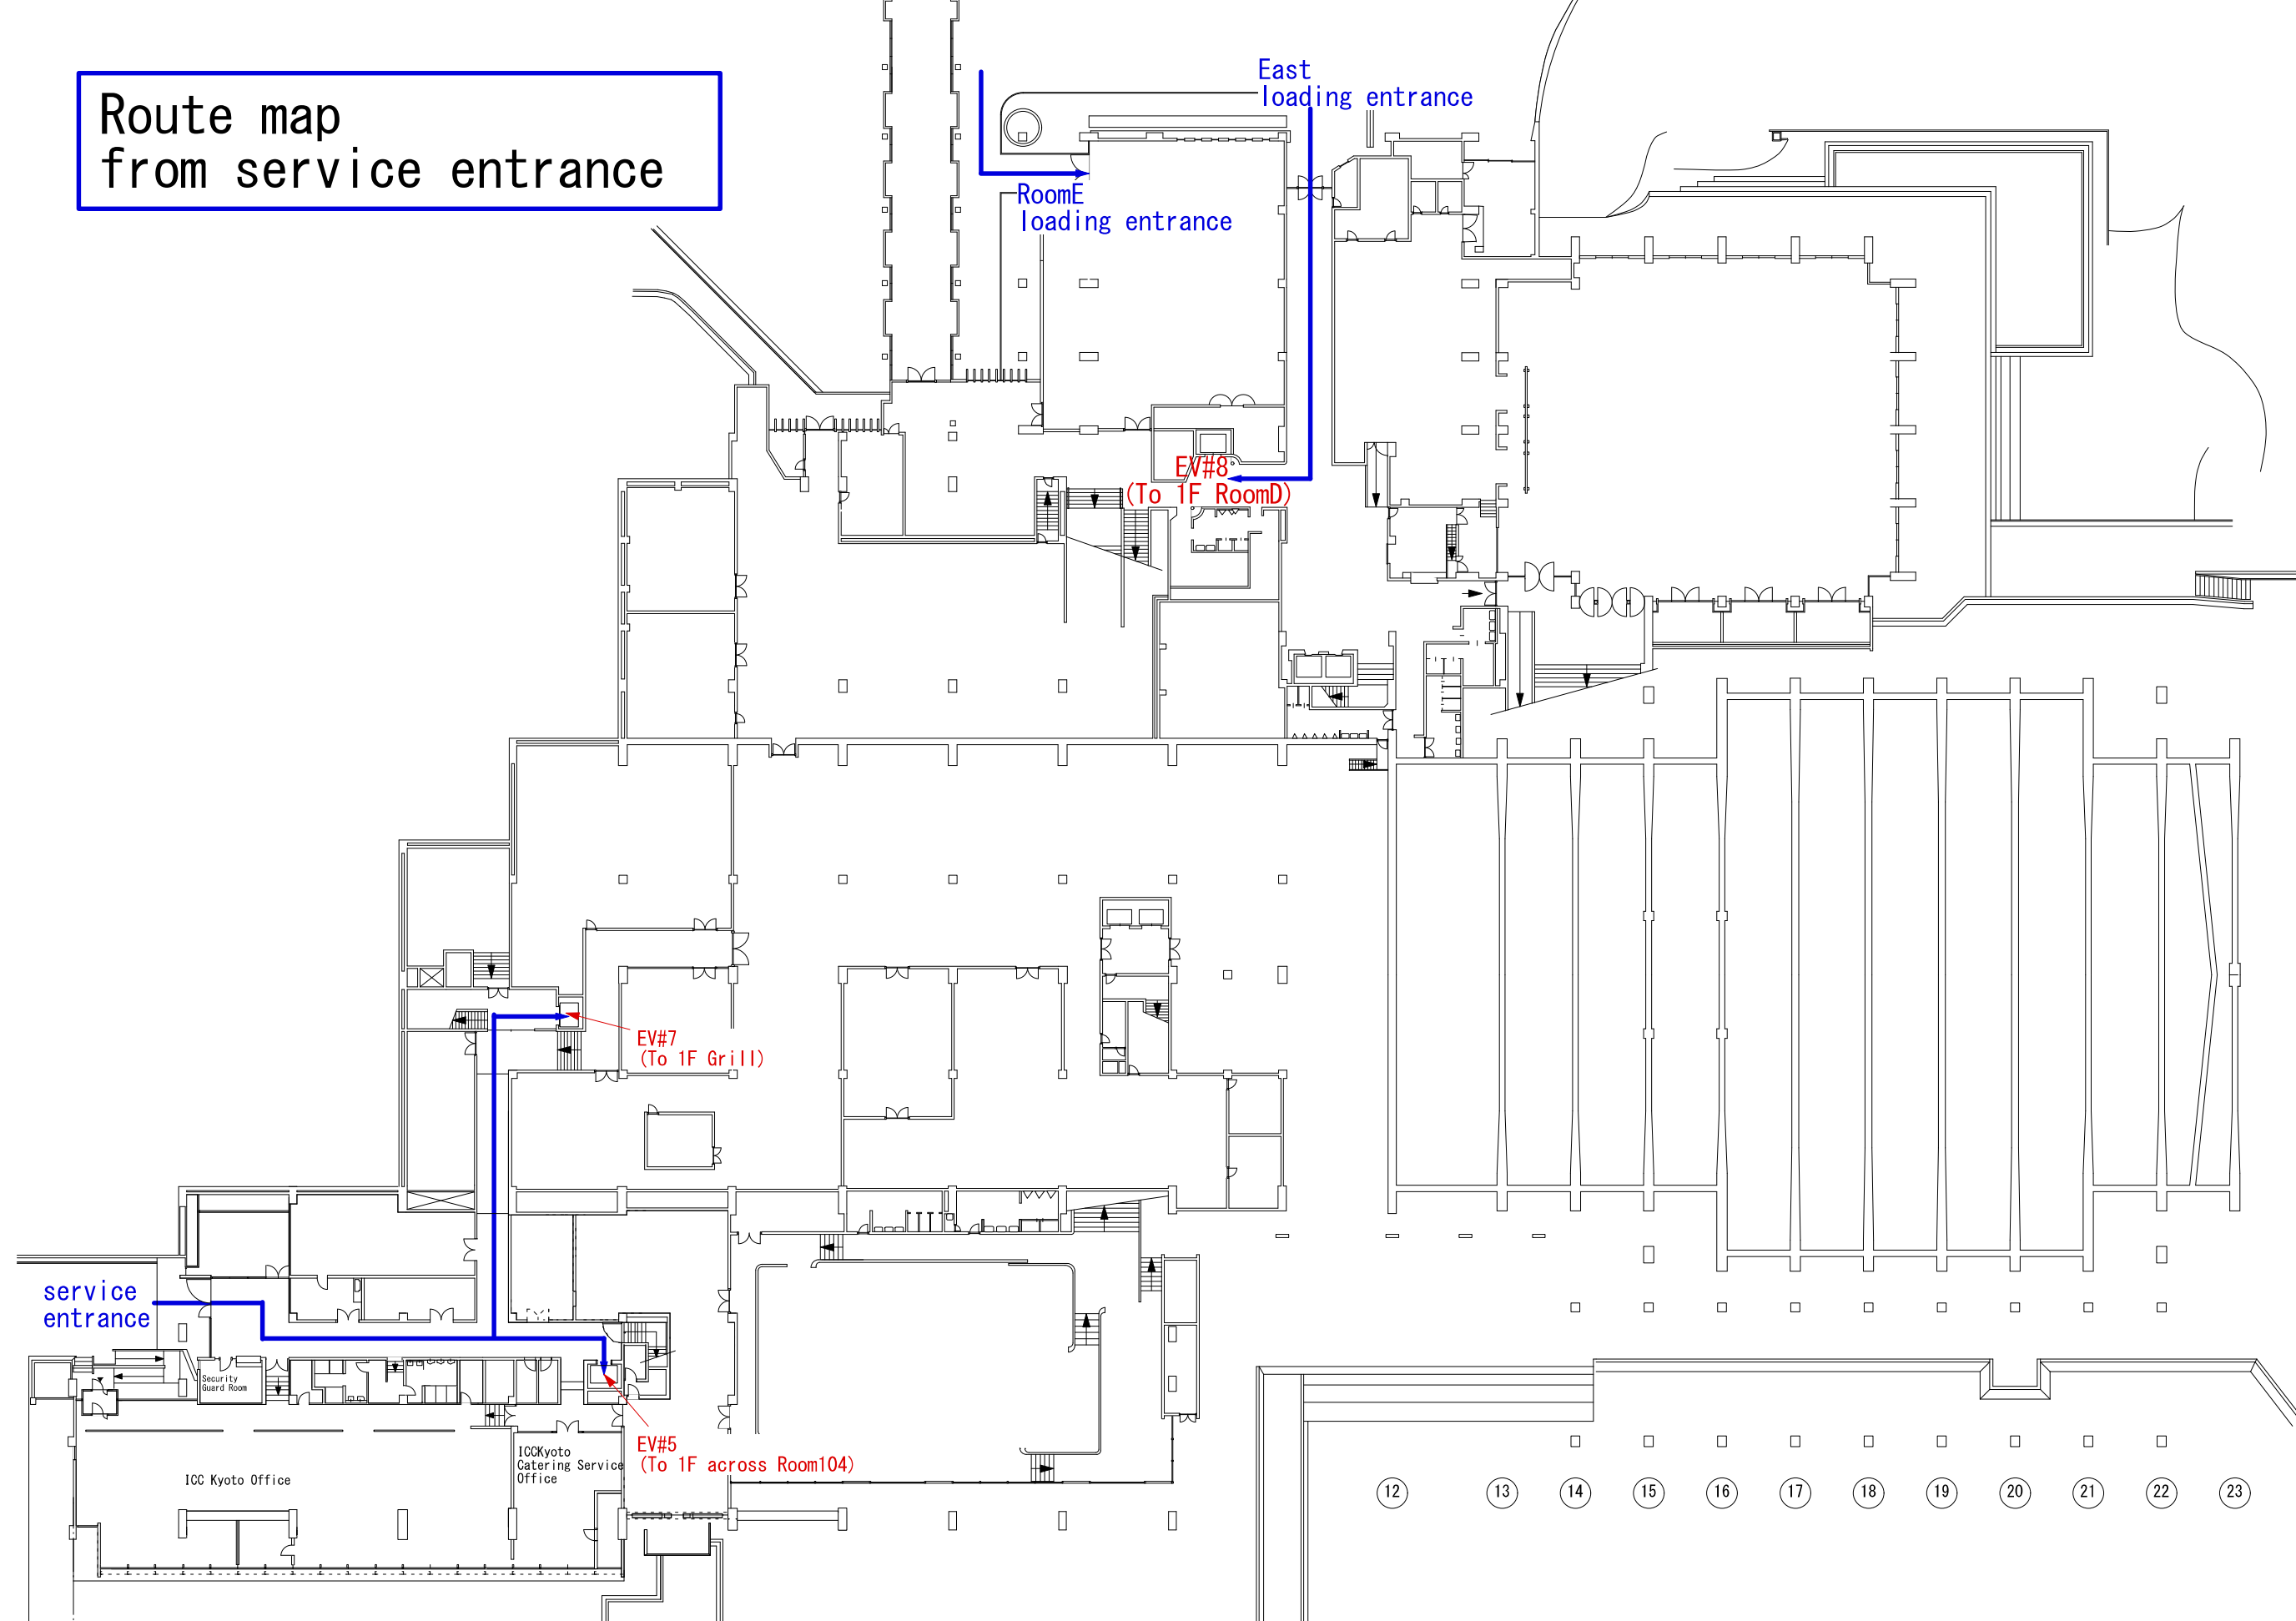 Route map
from service entrance
East
loading entrance
RoomE
loading entrance
EV#8
(To 1F RoomD)
EV#7
(To 1F Grill)
service
entrance
Security
Guard Room
EV#5
(To 1F across Room104)
ICCKyoto
Catering Service
Office
ICC Kyoto Office
12
13
14
15
16
17
18
19
20
21
22
23